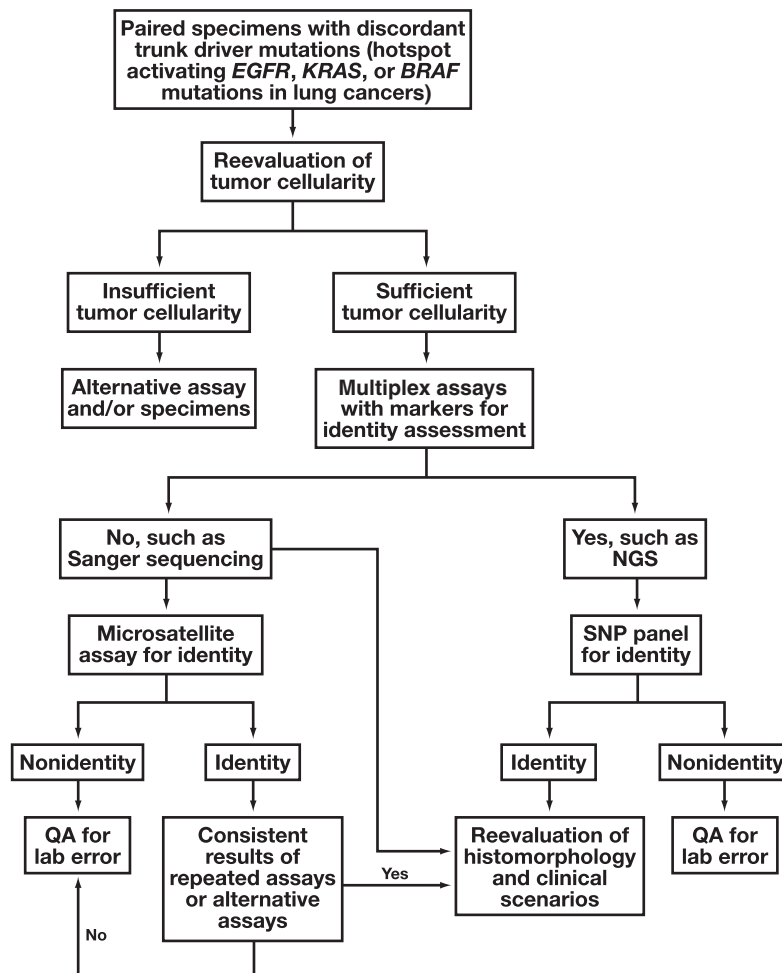 Paired specimens with discordant
trunk driver mutations (hotspot
activating EGFR, KRAS, or BRAF
mutations in lung cancers)
Reevaluation of
tumor cellularity
Insufficient
tumor cellularity
Sufficient
tumor cellularity
Alternative assay
and/or specimens
Multiplex assays
with markers for
identity assessment
No, such as
Sanger sequencing
Yes, such as
NGS
Microsatellite
assay for identity
SNP panel
for identity
Nonidentity
Identity
Identity
Nonidentity
QA for
lab error
Consistent
results of
repeated assays
or alternative
assays
Yes
Reevaluation of
histomorphology
and clinical
scenarios
QA for
lab error
No